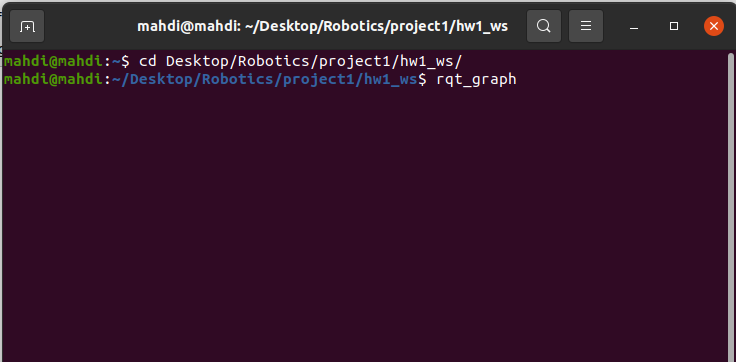 mahdi@mahdi: ~/Desktop/Robotics/project1/hw1_ws
mahdi@mahdi:~$ cd Desktop/Robotics/project1/hw1_ws/
mahdi@mahdi:~/Desktop/Robotics/project1/hw1_ws$ rqt_graph